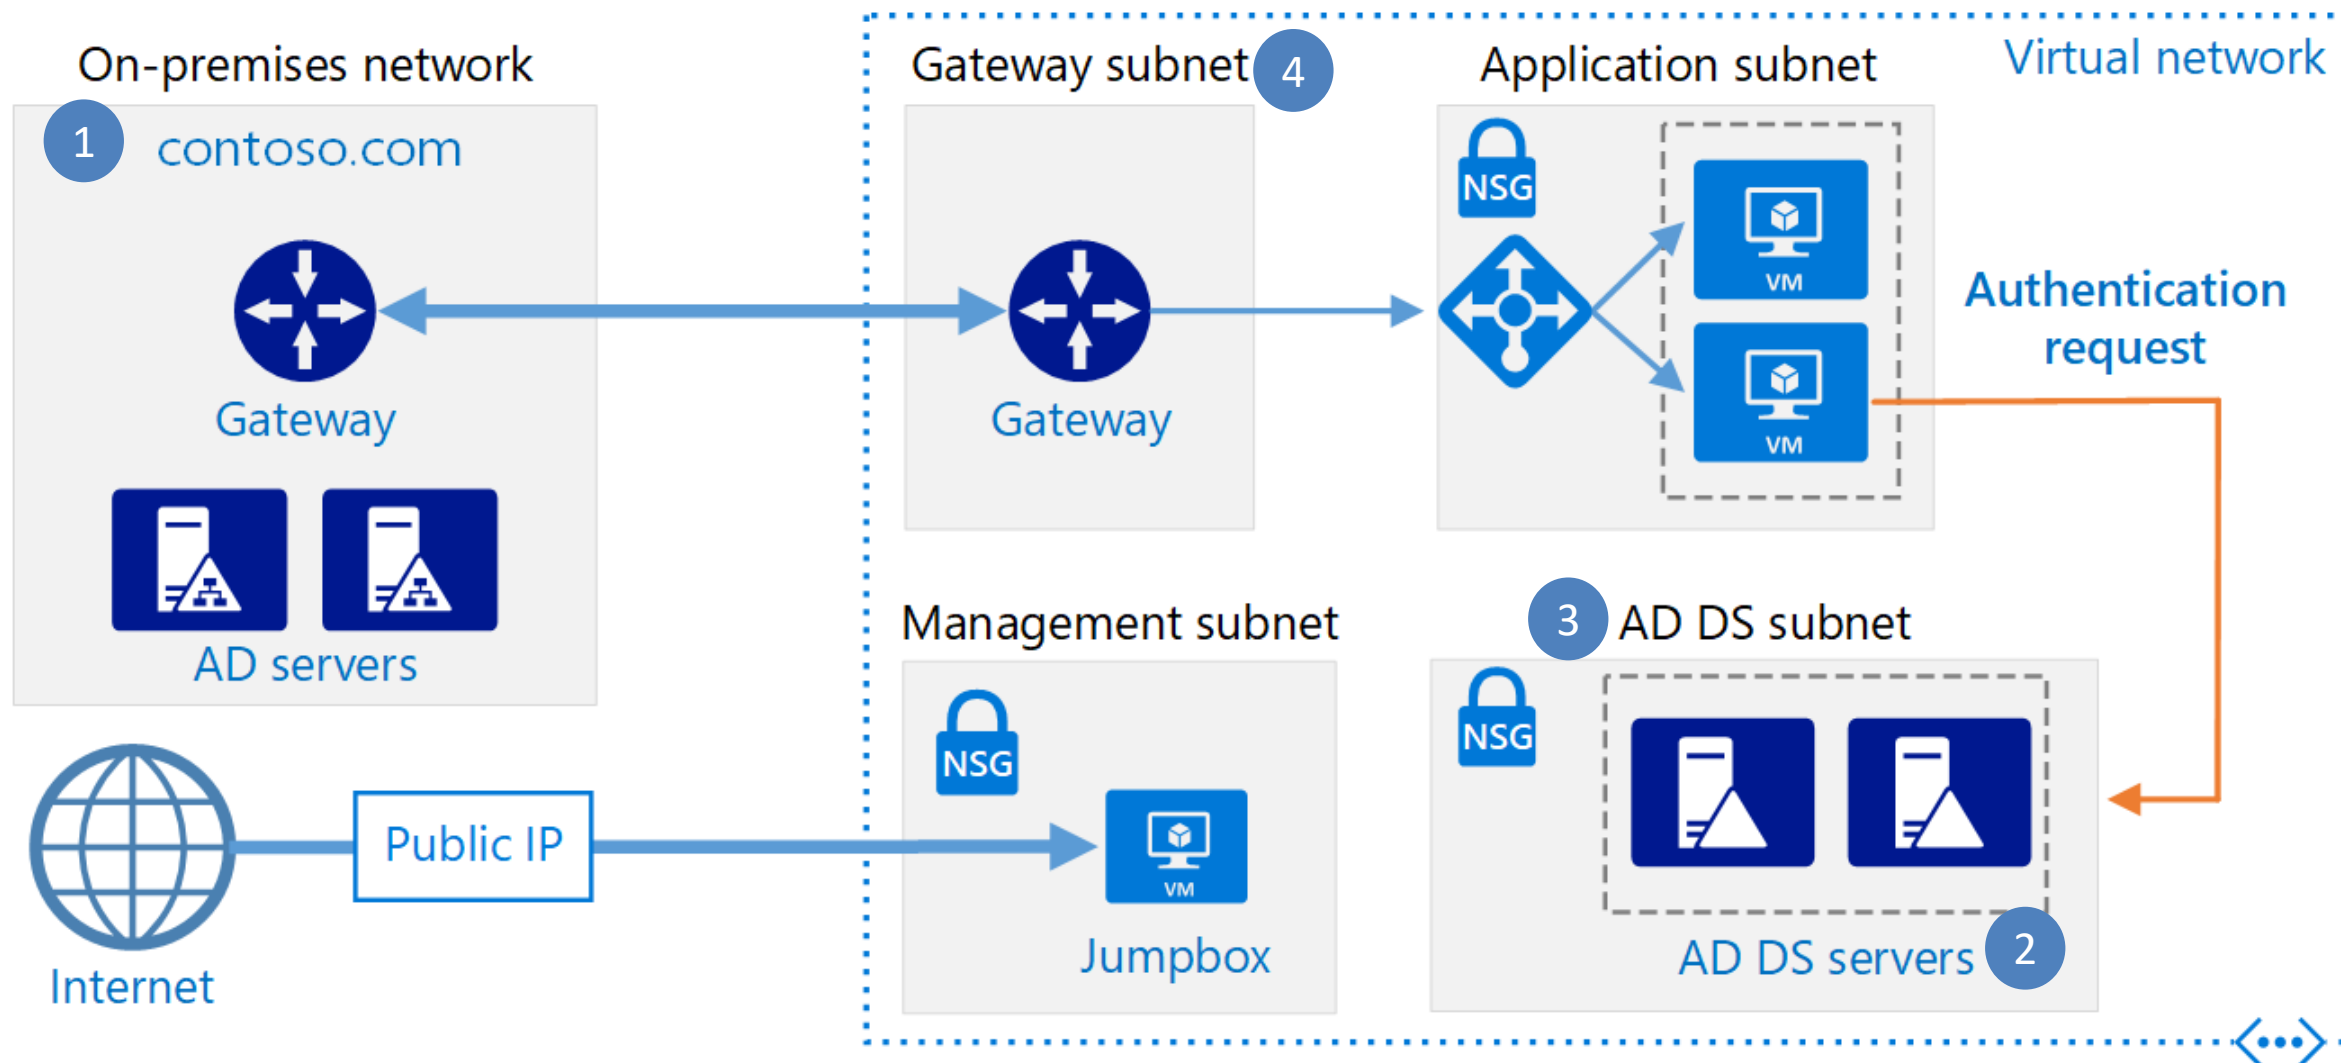 On-premises network
1
contoso.com
Gateway
AD servers
Internet
Public IP
Virtual network
Gateway subnet
4
Gateway
Application subnet
NSG
VM
VM
Authentication
request
Management subnet
NSG
VM
Jumpbox
3
AD DS subnet
NSG
AD DS servers
2